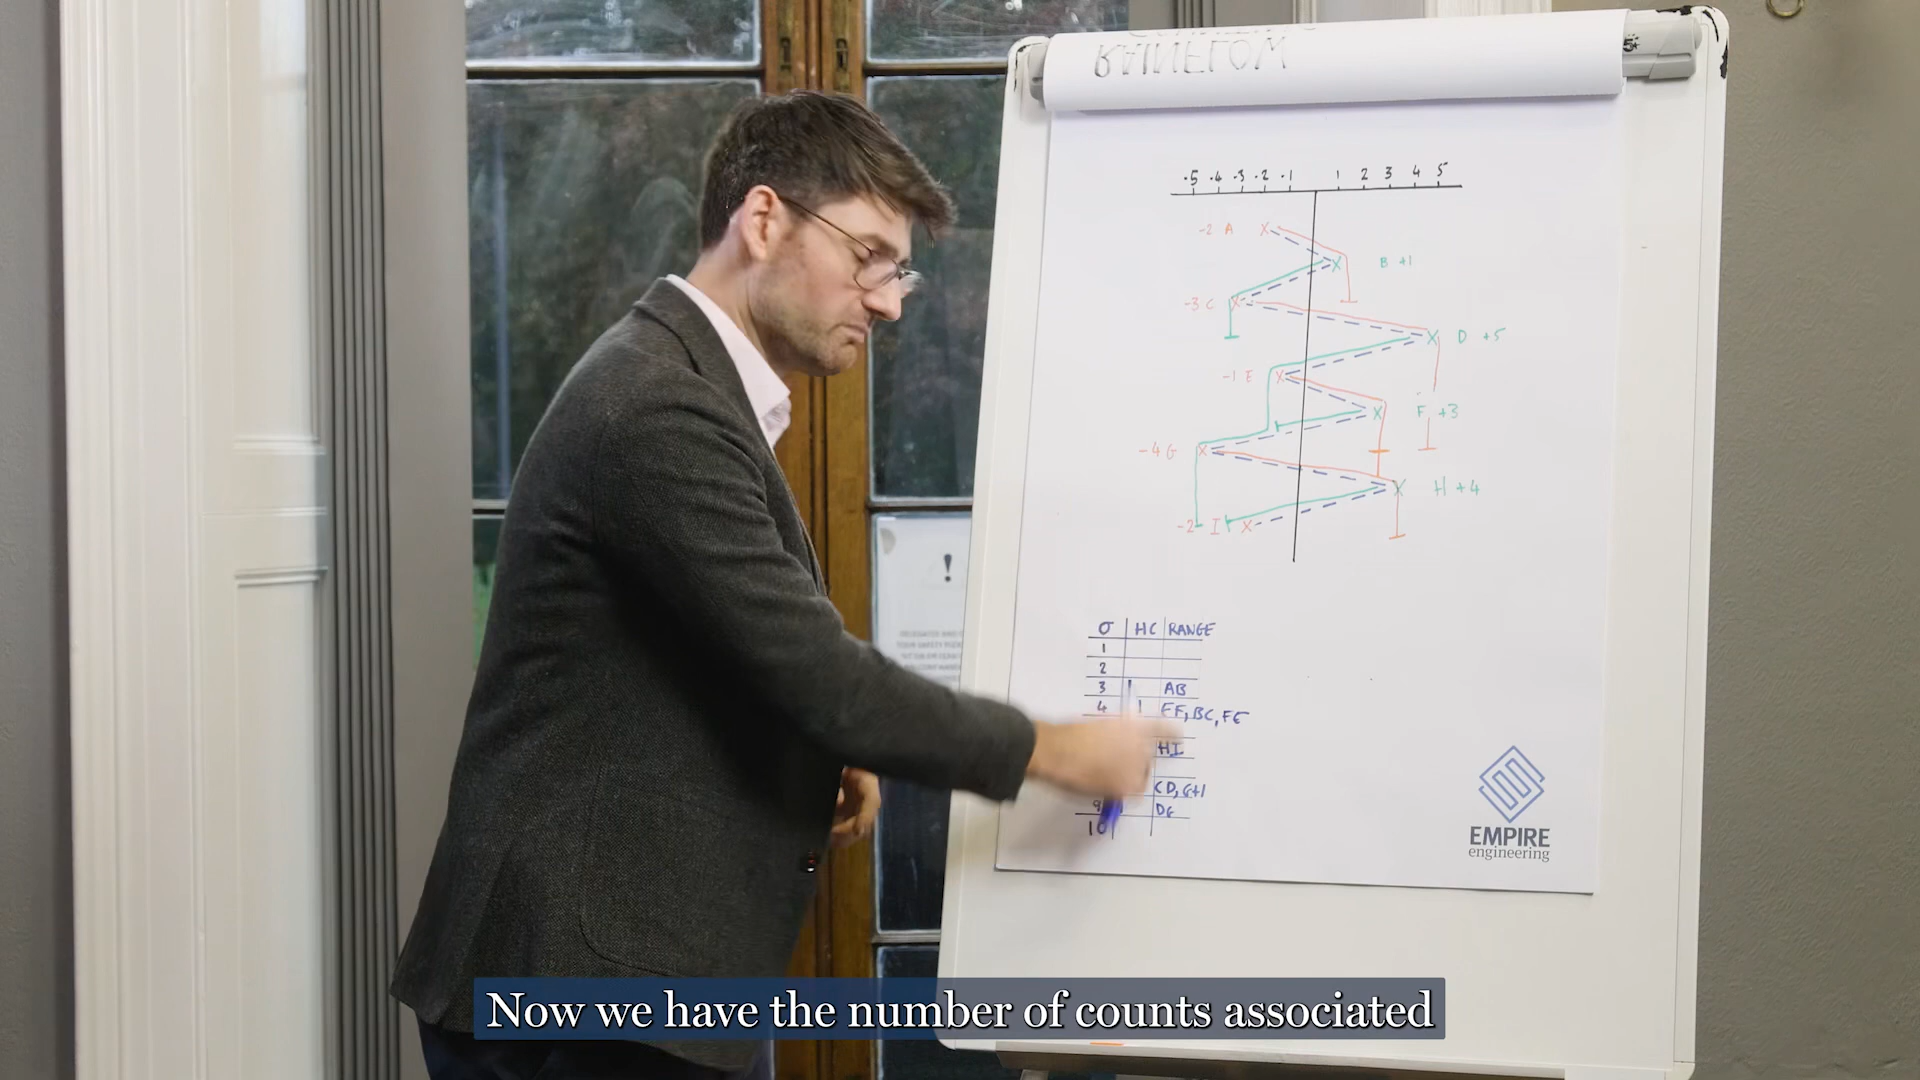 RAINFLOW
-5 -4 -3 -2 -1 1 2 3 4 5
-2 A
B +1
-3 C
D +5
-1 E
F +3
-4 G
H +4
-2 I
σ HC RANGE
1
2
3 AB
4 EF, BC, FE
HI
CD, G+1
9 DG
10
EMPIRE
engineering
!
Now we have the number of counts associated